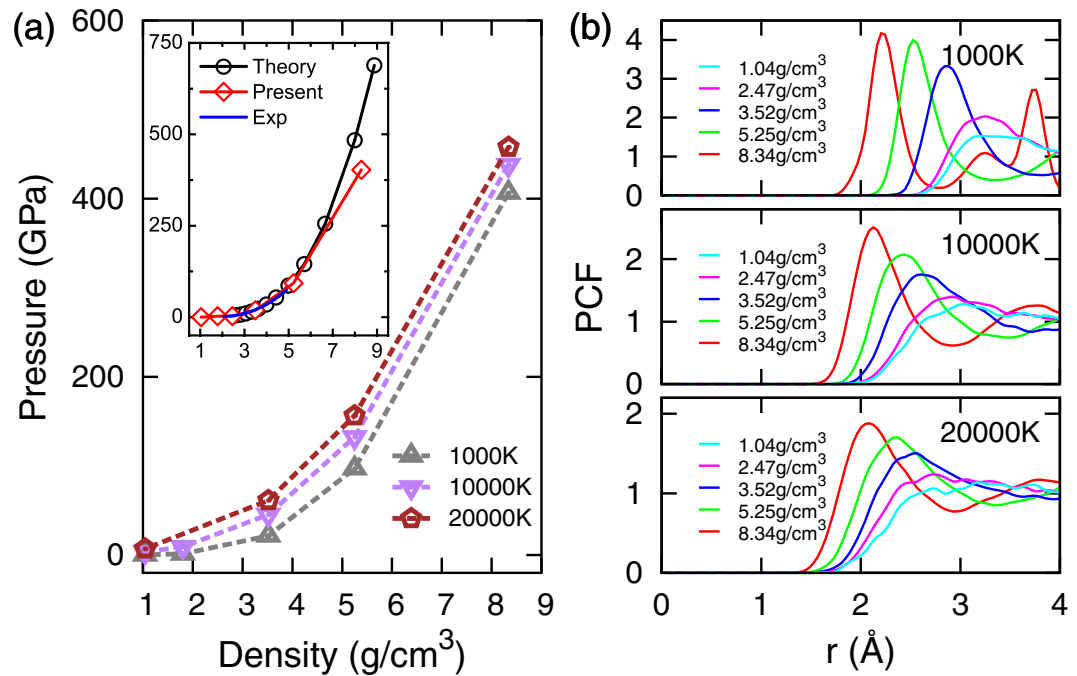 (a)
600
400
200
0
Pressure (GPa)
1 2 3 4 5 6 7 8 9
Density (g/cm³)
750
500
250
0
1 3 5 7 9
Theory
Present
Exp
1000K
10000K
20000K
(b)
PCF
4
3
2
1
0
1000K
1.04g/cm³
2.47g/cm³
3.52g/cm³
5.25g/cm³
8.34g/cm³
2
1
0
10000K
1.04g/cm³
2.47g/cm³
3.52g/cm³
5.25g/cm³
8.34g/cm³
2
1
0
20000K
1.04g/cm³
2.47g/cm³
3.52g/cm³
5.25g/cm³
8.34g/cm³
0 1 2 3 4
r (Å)